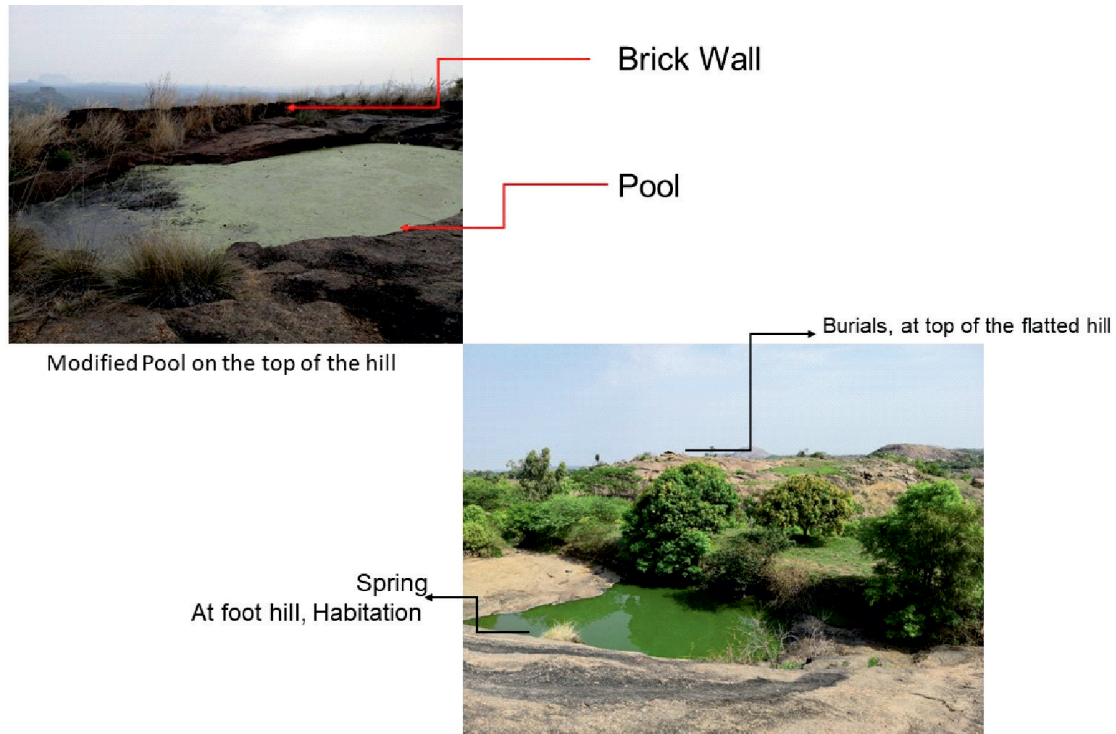 Brick Wall
Pool
Modified Pool on the top of the hill
Burials, at top of the flatted hill
Spring
At foot hill, Habitation